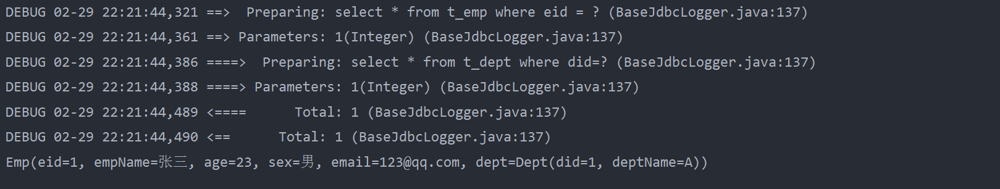 DEBUG 02-29 22:21:44,321 ==>  Preparing: select * from t_emp where eid = ? (BaseJdbcLogger.java:137)
DEBUG 02-29 22:21:44,361 ==> Parameters: 1(Integer) (BaseJdbcLogger.java:137)
DEBUG 02-29 22:21:44,386 ====>  Preparing: select * from t_dept where did=? (BaseJdbcLogger.java:137)
DEBUG 02-29 22:21:44,388 ====> Parameters: 1(Integer) (BaseJdbcLogger.java:137)
DEBUG 02-29 22:21:44,489 <====      Total: 1 (BaseJdbcLogger.java:137)
DEBUG 02-29 22:21:44,490 <==      Total: 1 (BaseJdbcLogger.java:137)
Emp(eid=1, empName=张三, age=23, sex=男, email=123@qq.com, dept=Dept(did=1, deptName=A))